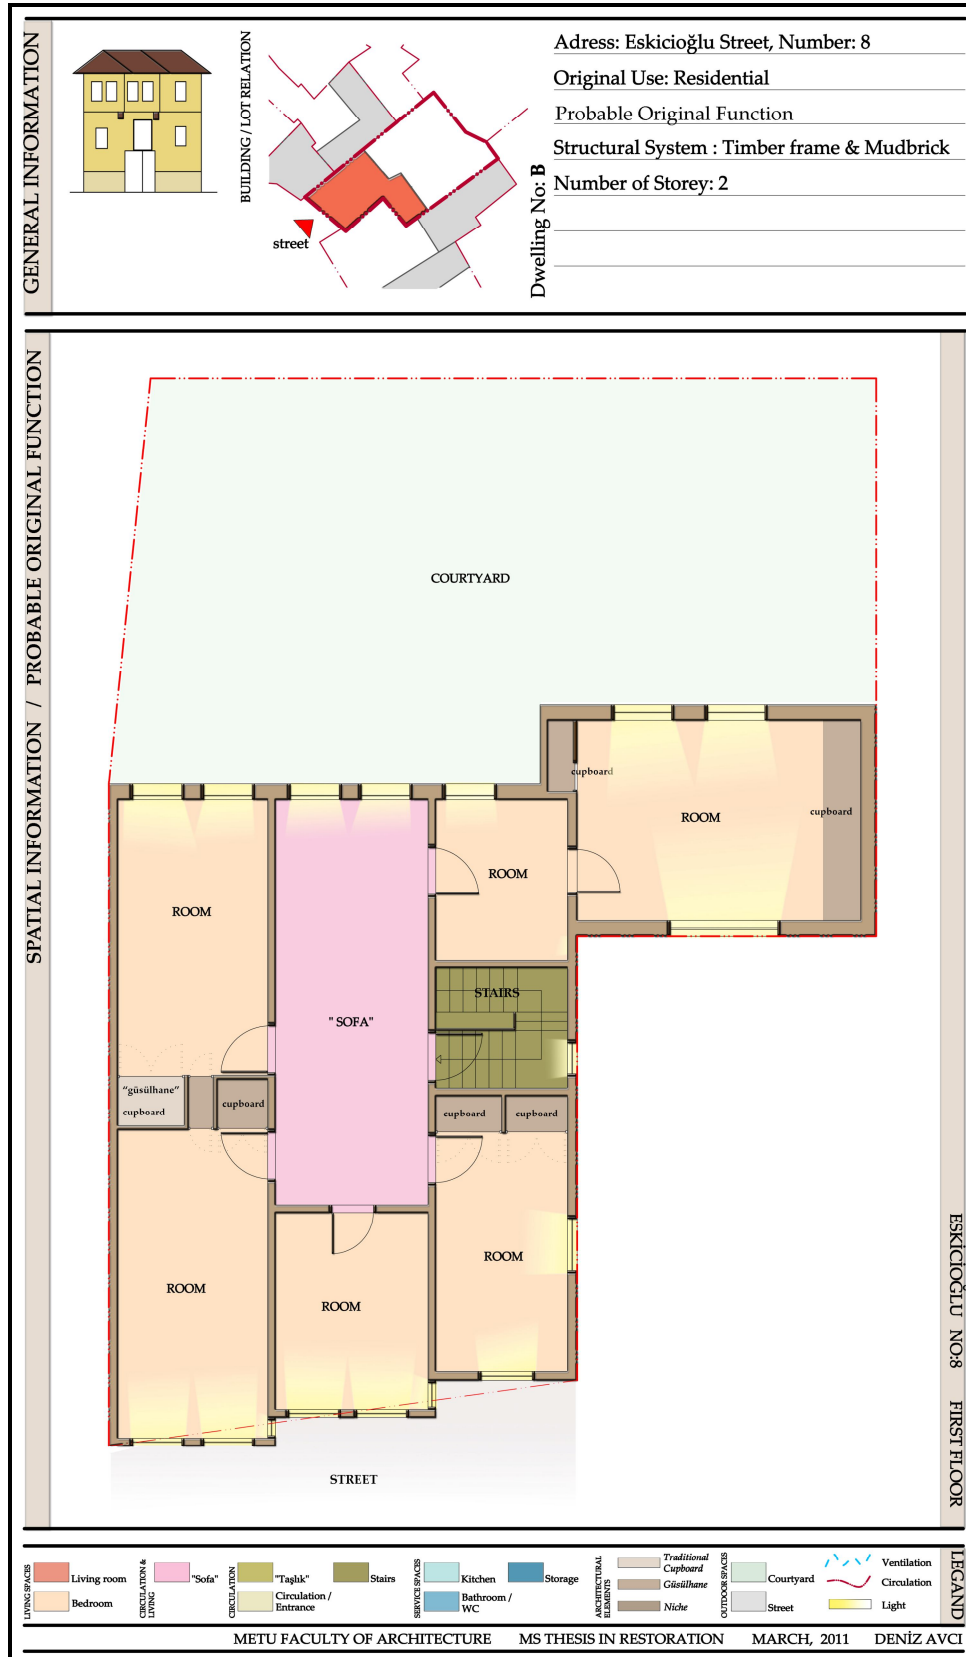 GENERAL INFORMATION
BUILDING / LOT RELATION
street
Dwelling No: B
Adress: Eskicioğlu Street, Number: 8
Original Use: Residential
Probable Original Function
Structural System : Timber frame & Mudbrick
Number of Storey: 2
SPATIAL INFORMATION / PROBABLE ORIGINAL FUNCTION
COURTYARD
cupboard
ROOM
cupboard
ROOM
ROOM
STAIRS
" SOFA"
"güsülhane"
cupboard
cupboard
cupboard
cupboard
ROOM
ROOM
ROOM
STREET
ESKİCİOĞLU NO:8 FIRST FLOOR
LIVING SPACES
Living room
Bedroom
CIRCULATION &
LIVING
"Sofa"
CIRCULATION
"Taşlık"
Circulation /
Entrance
Stairs
SERVICE SPACES
Kitchen
Bathroom /
WC
Storage
ARCHITECTURAL
ELEMENTS
Traditional
Cupboard
Güsülhane
Niche
OUTDOOR SPACES
Courtyard
Street
Ventilation
Circulation
Light
LEGAND
METU FACULTY OF ARCHITECTURE MS THESIS IN RESTORATION MARCH, 2011 DENİZ AVCI